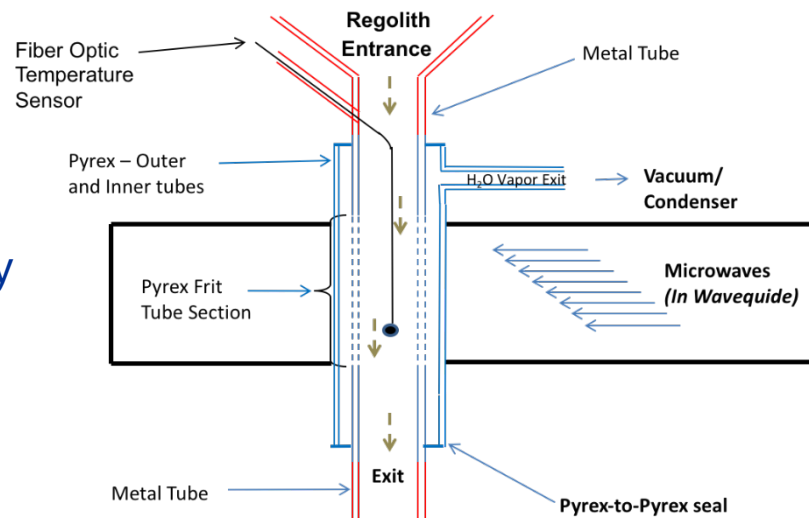 Regolith
Entrance
Fiber Optic
Temperature
Sensor
Metal Tube
Pyrex – Outer
and Inner tubes
H₂O Vapor Exit
Vacuum/
Condenser
y
Pyrex Frit
Tube Section
Microwaves
(In Wavequide)
Exit
Metal Tube
Pyrex-to-Pyrex seal